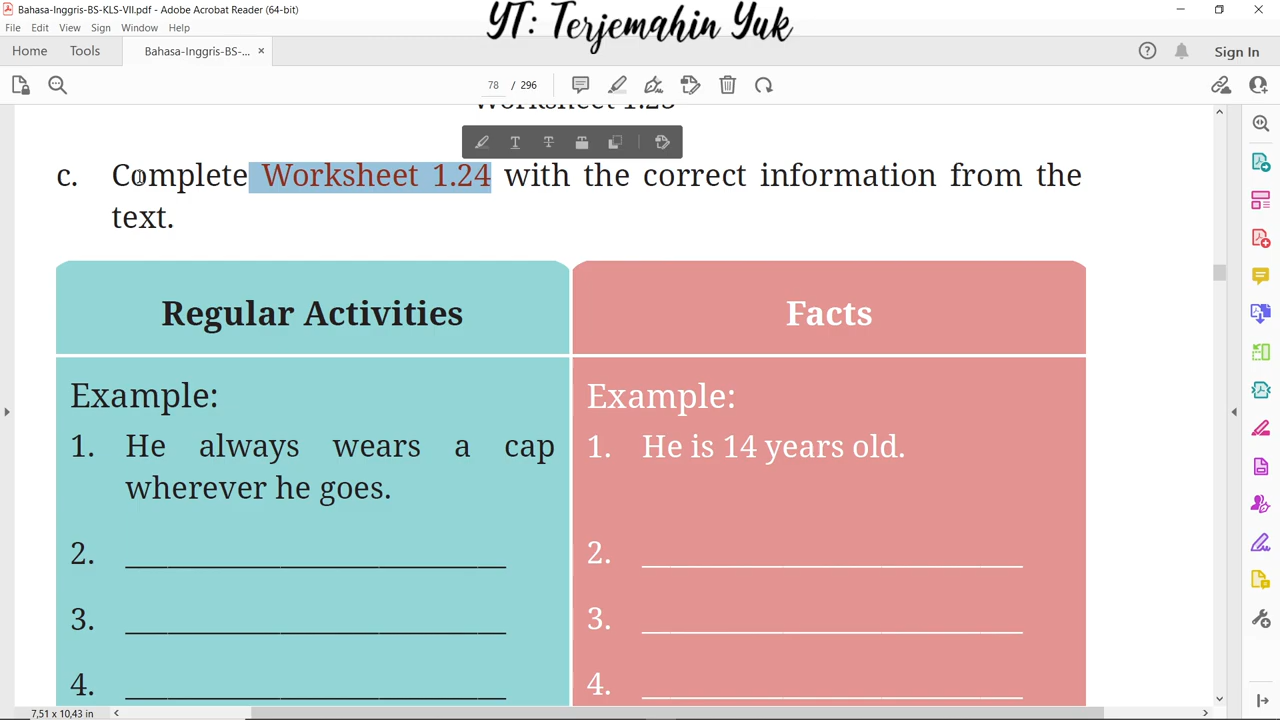 Bahasa-Inggris-BS-KLS-VII.pdf - Adobe Acrobat Reader (64-bit)
YT: Terjemahin Yuk
File Edit View Sign Window Help
Home Tools Bahasa-Inggris-BS-... × Sign In
78 / 296
Worksheet 1.23
c. Complete Worksheet 1.24 with the correct information from the
text.
Regular Activities
Facts
Example:
1. He always wears a cap
wherever he goes.
2.
3.
4.
Example:
1. He is 14 years old.
2.
3.
4.
7,51 x 10,43 in